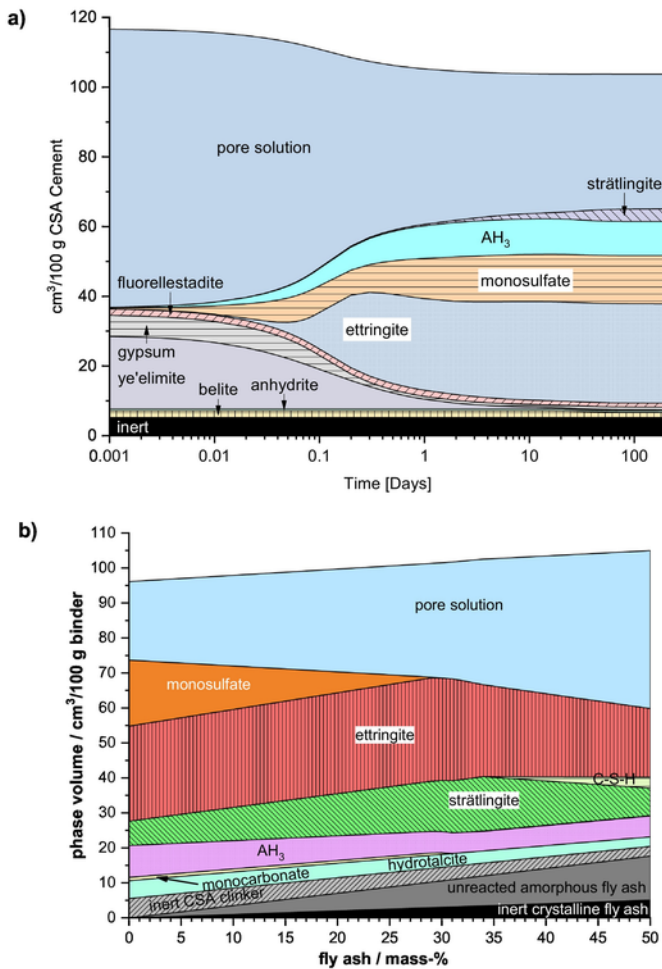 a)
120
100
80
60
40
20
0
cm³/100 g CSA Cement
pore solution
strätlingite
AH₃
monosulfate
fluorellestadite
ettringite
gypsum
ye'elimite
belite
anhydrite
inert
0.001
0.01
0.1
1
10
100
Time [Days]
b)
110
100
90
80
70
60
50
40
30
20
10
0
phase volume / cm³/100 g binder
pore solution
monosulfate
ettringite
C-S-H
strätlingite
AH₃
monocarbonate
hydrotalcite
inert CSA clinker
unreacted amorphous fly ash
inert crystalline fly ash
0
5
10
15
20
25
30
35
40
45
50
fly ash / mass-%